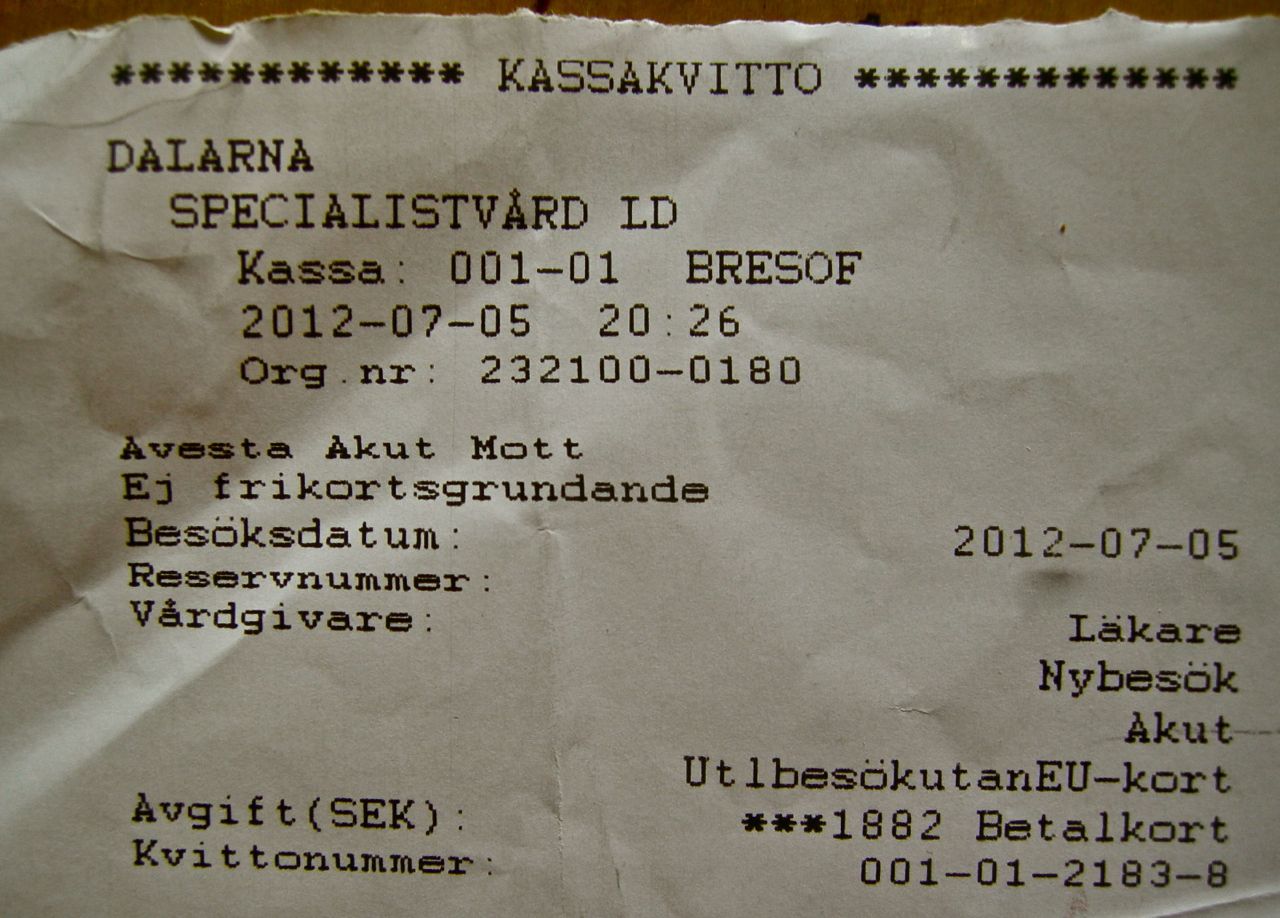 ************ KASSAKVITTO *************
DALARNA
SPECIALISTVÅRD LD
Kassa: 001-01 BRESOF
2012-07-05 20:26
Org.nr: 232100-0180
Avesta Akut Mott
Ej frikortsgrundande
Besöksdatum: 2012-07-05
Reservnummer:
Vårdgivare: Läkare
Nybesök
Akut
UtlbesökutanEU-kort
Avgift(SEK): ***1882 Betalkort
Kvittonummer: 001-01-2183-8